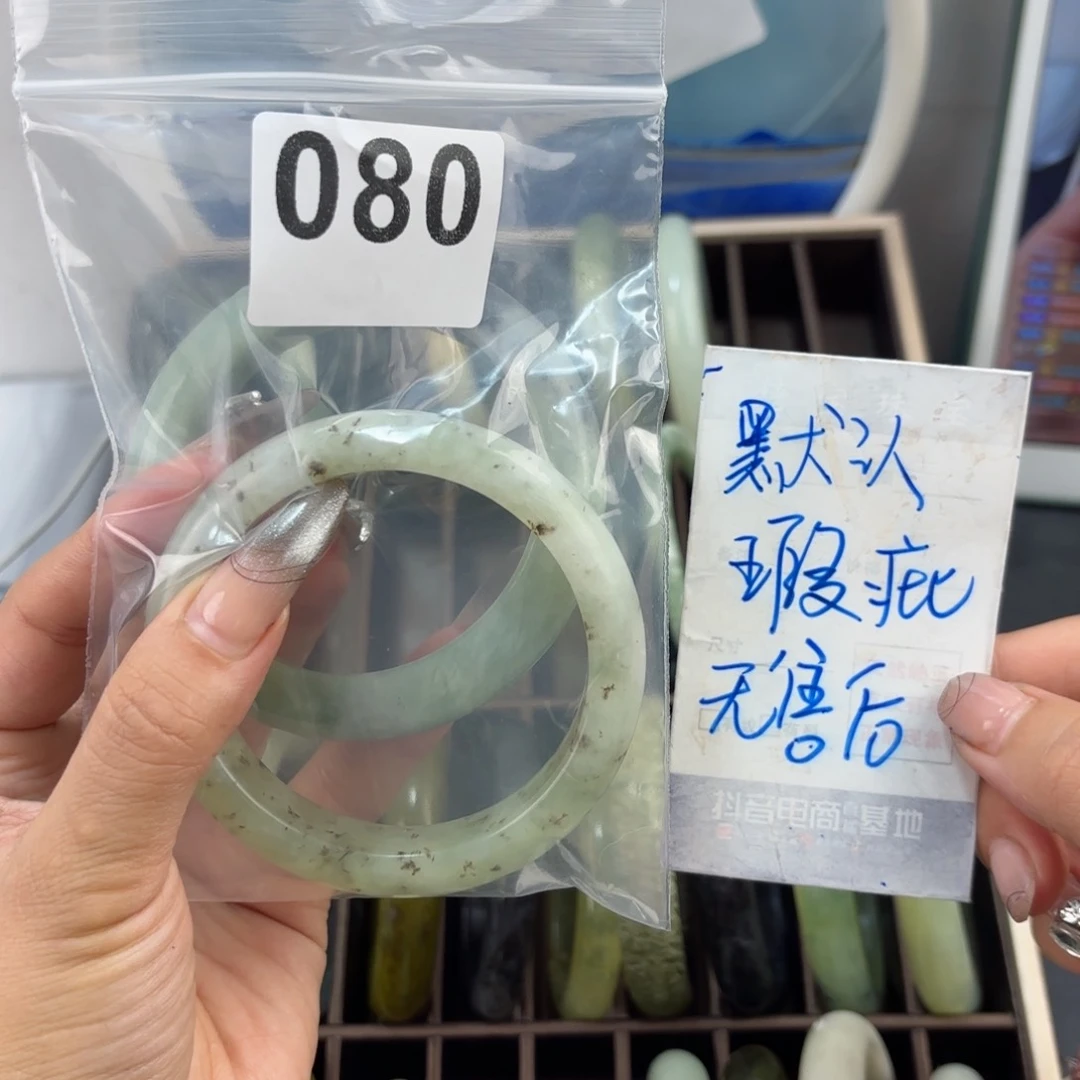 080
默认
瑕疵
无售后
抖音电商 基地